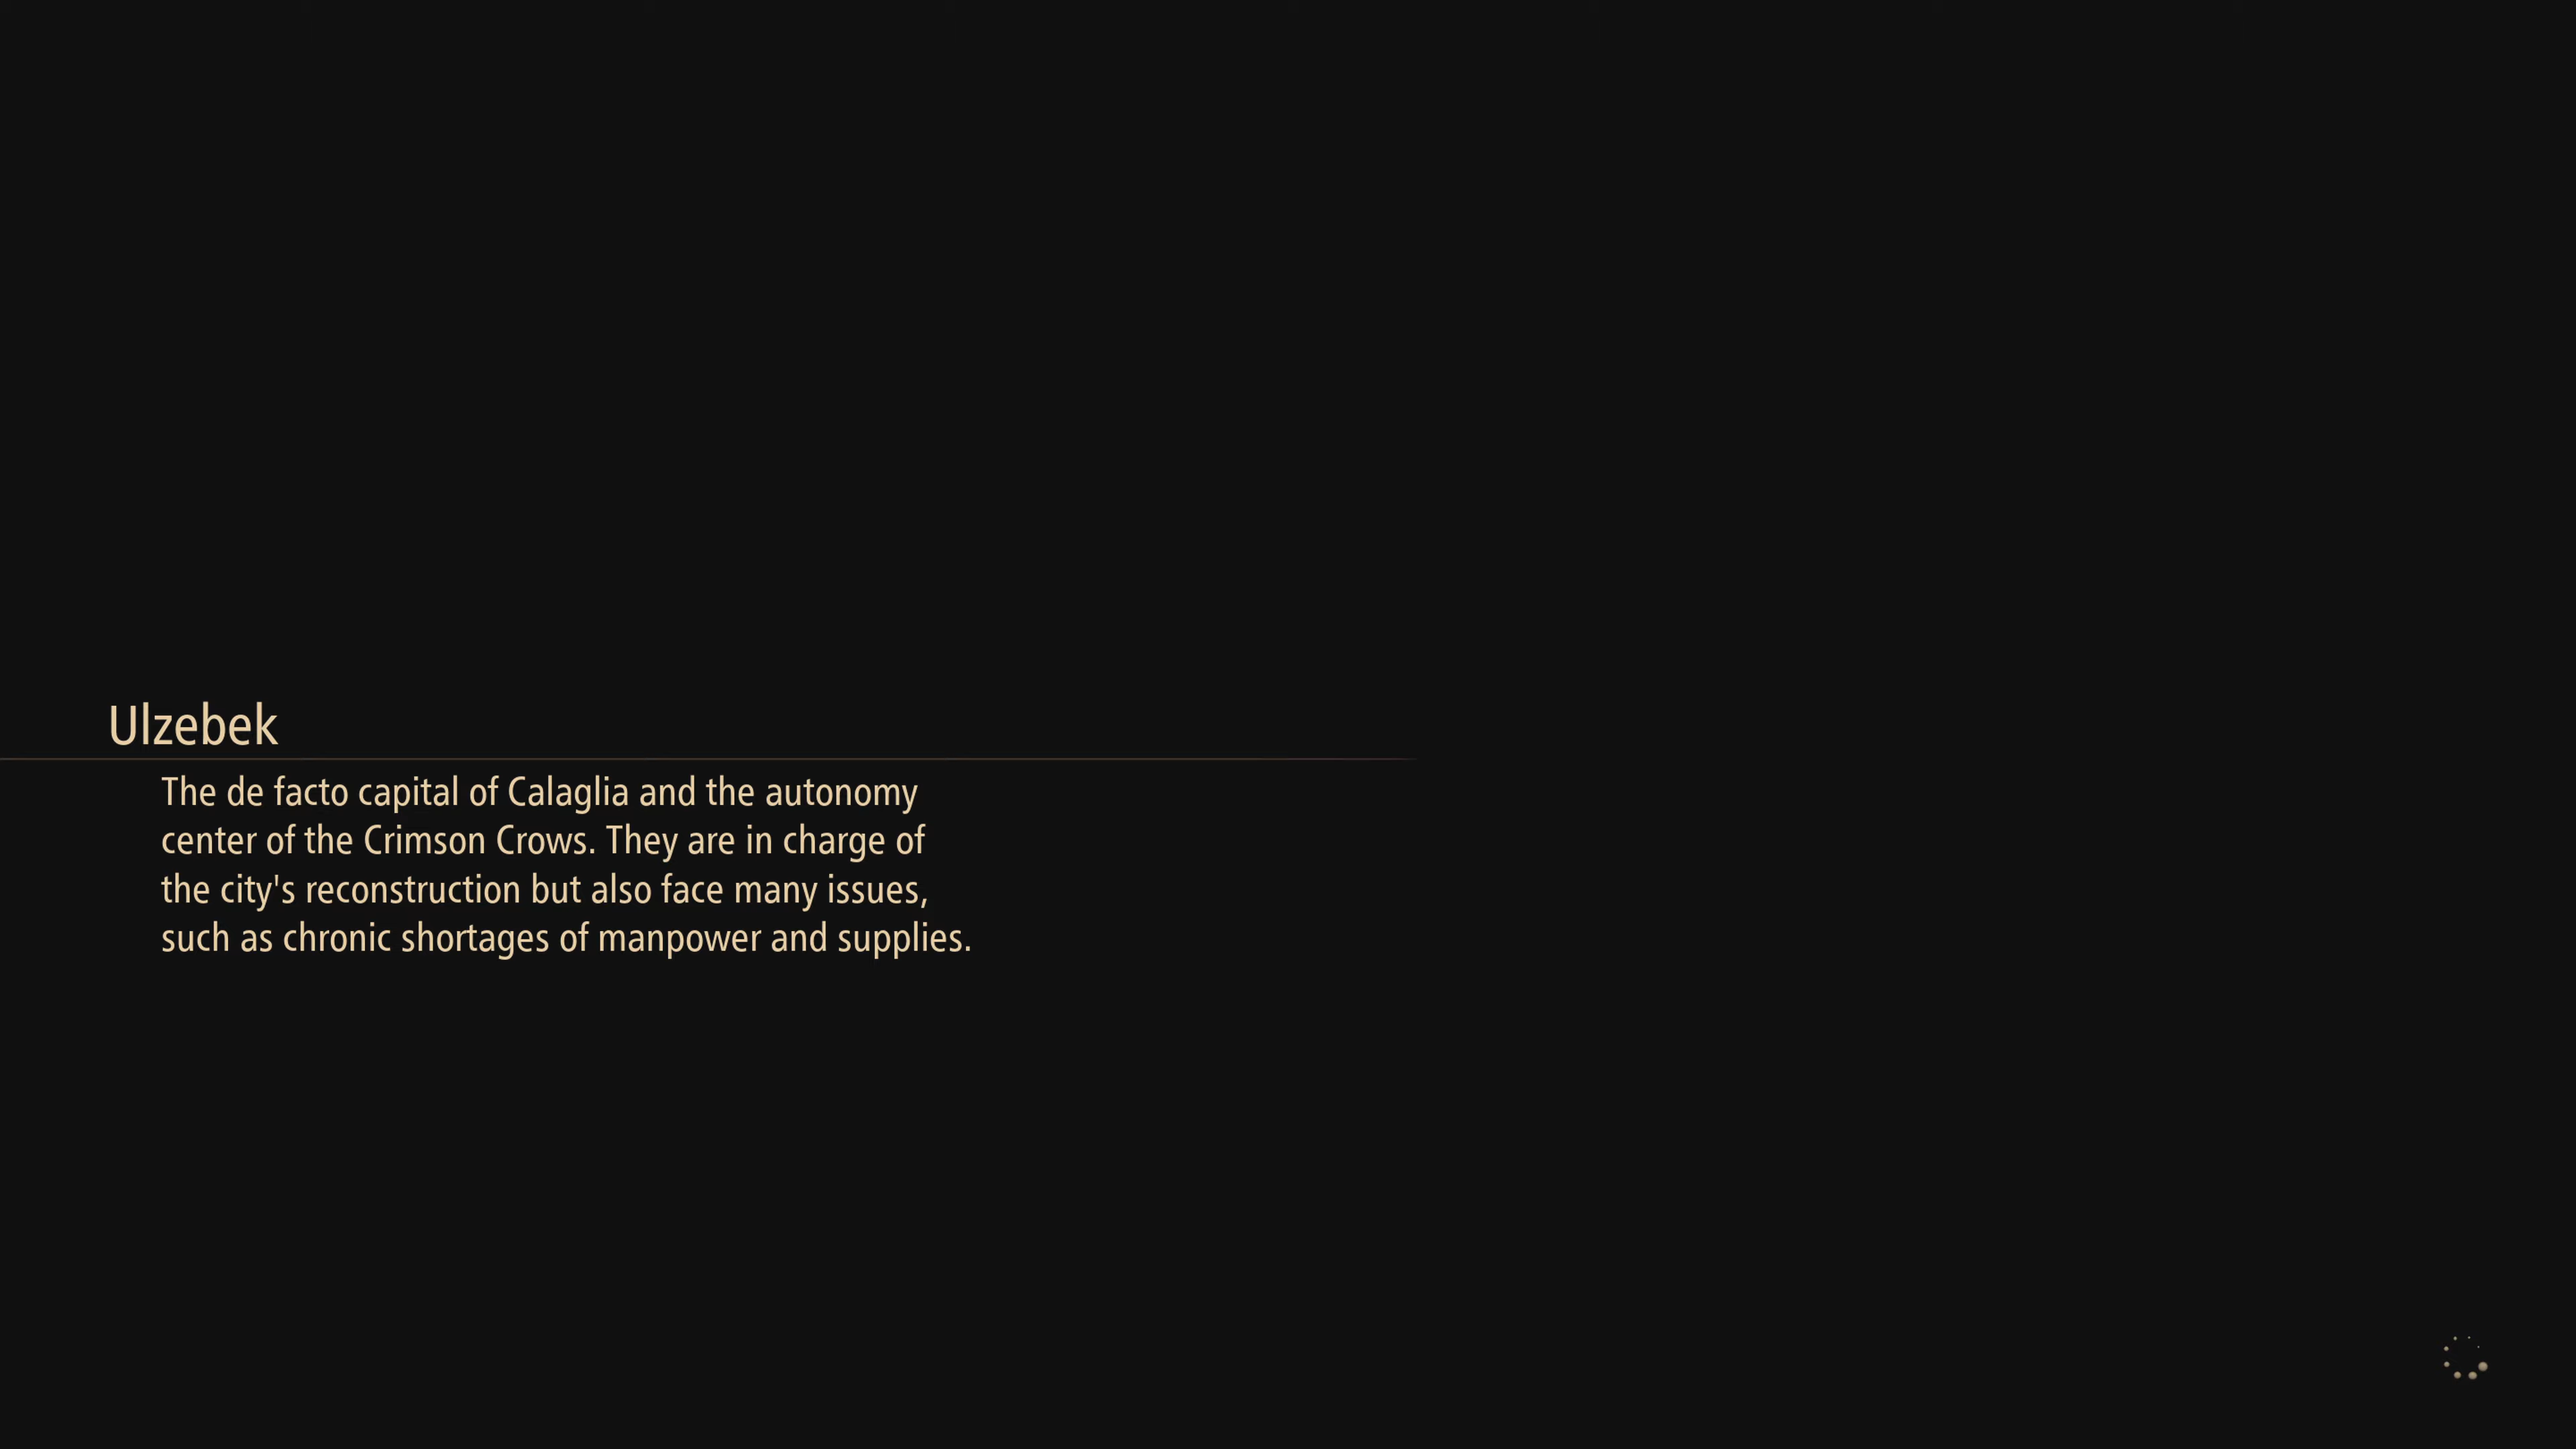 Ulzebek
The de facto capital of Calaglia and the autonomy
center of the Crimson Crows. They are in charge of
the city's reconstruction but also face many issues,
such as chronic shortages of manpower and supplies.